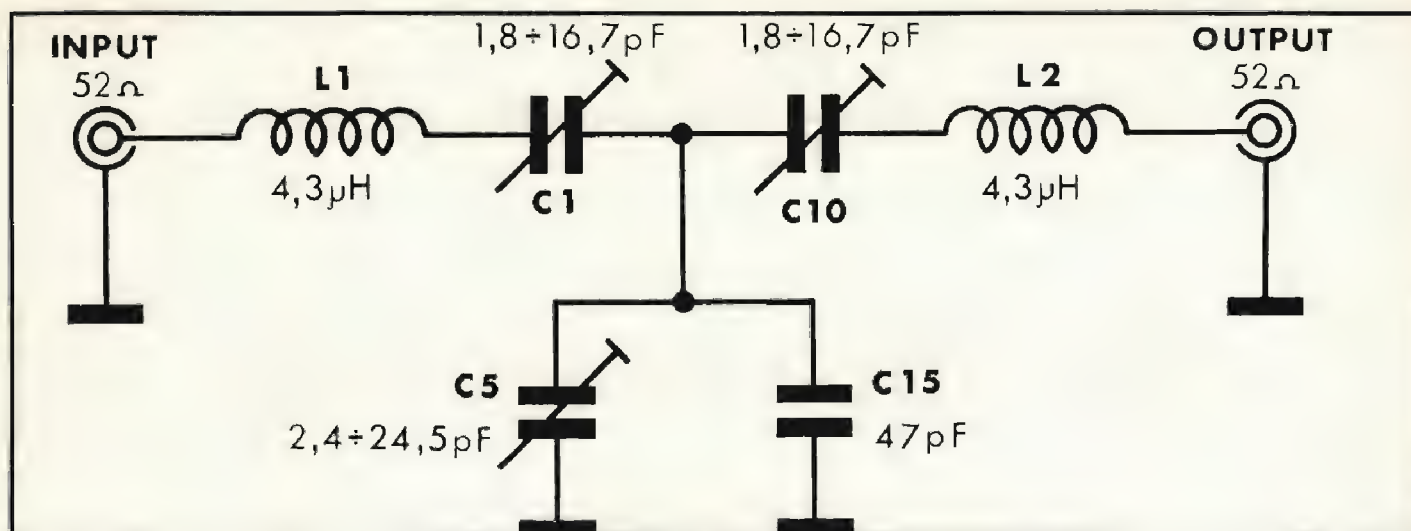 INPUT
52Ω
L1
4,3µH
1,8÷16,7pF
C1
1,8÷16,7pF
C10
L2
4,3µH
OUTPUT
52Ω
C5
2,4÷24,5pF
C15
47pF